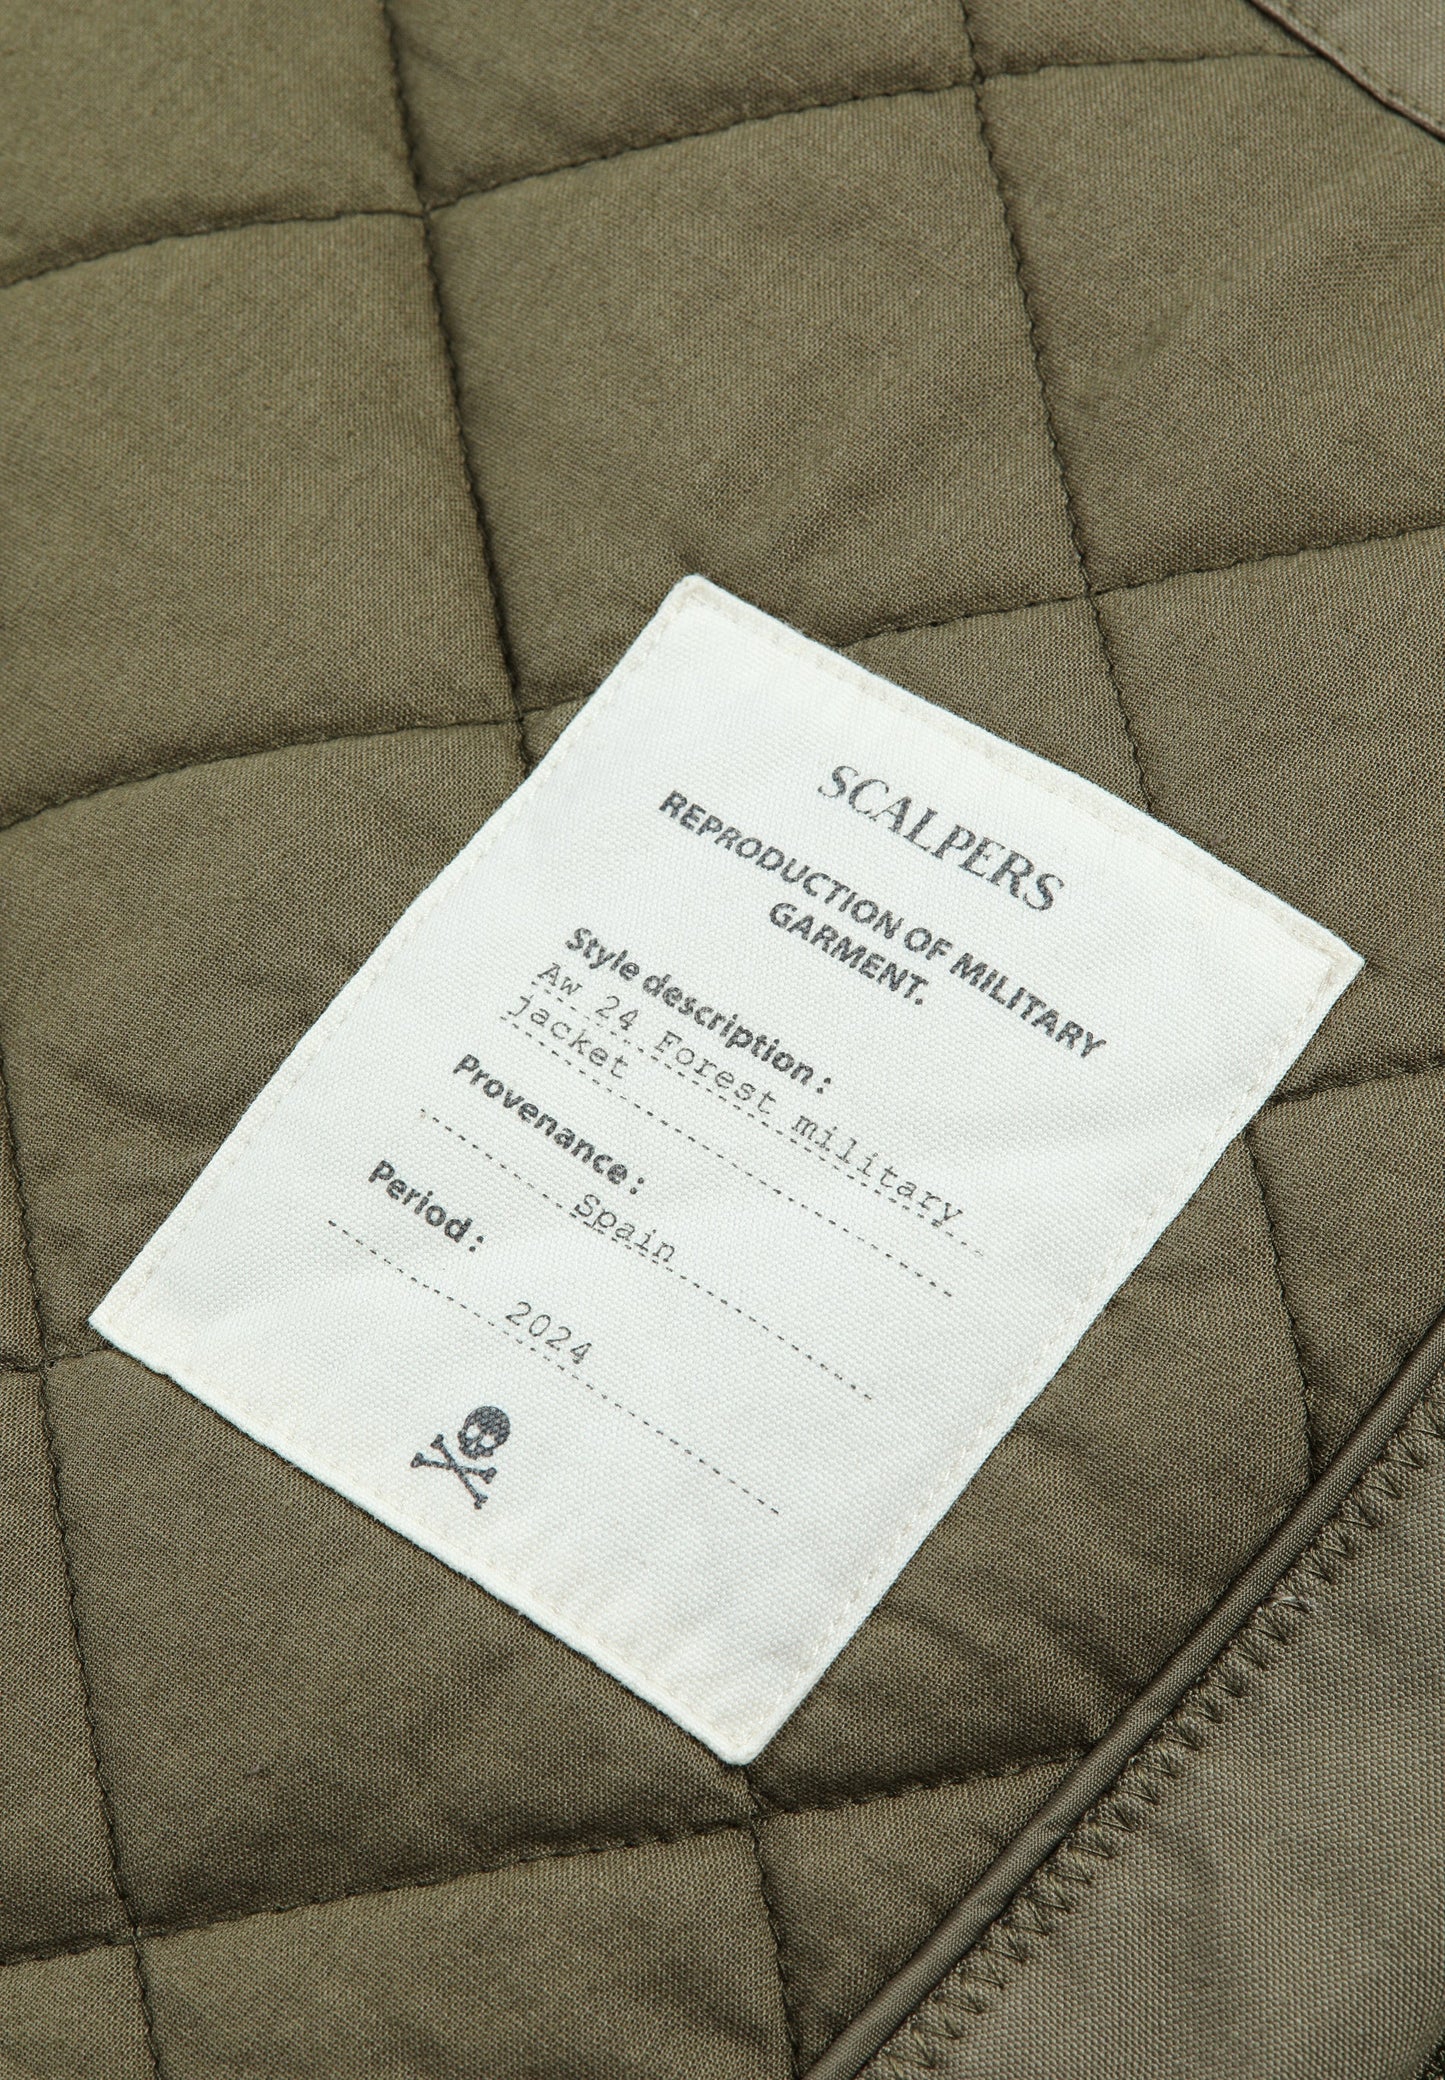 SCALPERS
REPRODUCTION OF MILITARY
GARMENT.
Style description:
Aw 24 Forest military
jacket
Provenance:
Spain
Period:
2024